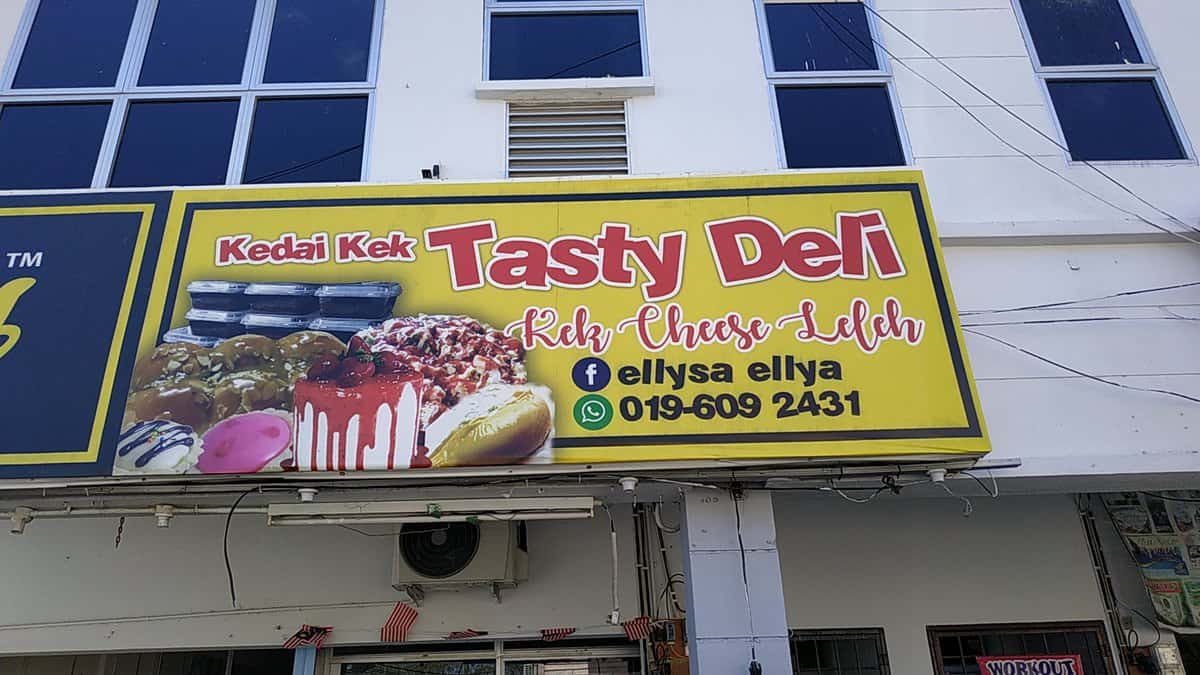 TM
Kedai Kek Tasty Deli
Kek Cheese Leleh
ellysa ellya
019-609 2431
WORKOUT